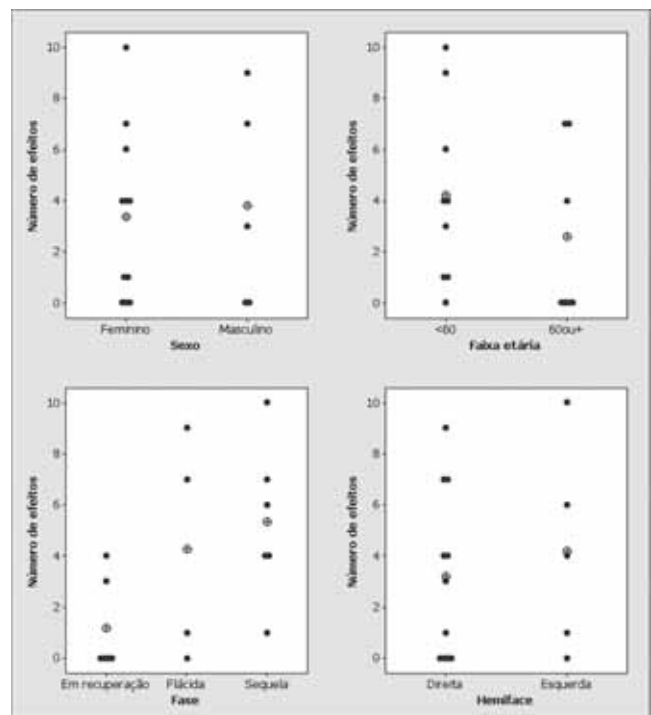 10
8
6
4
2
0
Número de efeitos
Feminino Masculino
Sexo
10
8
6
4
2
0
Número de efeitos
<60 60ou+
Faixa etária
10
8
6
4
2
0
Número de efeitos
Em recuperação Flácida Sequela
Fase
10
8
6
4
2
0
Número de efeitos
Direita Esquerda
Hemiface